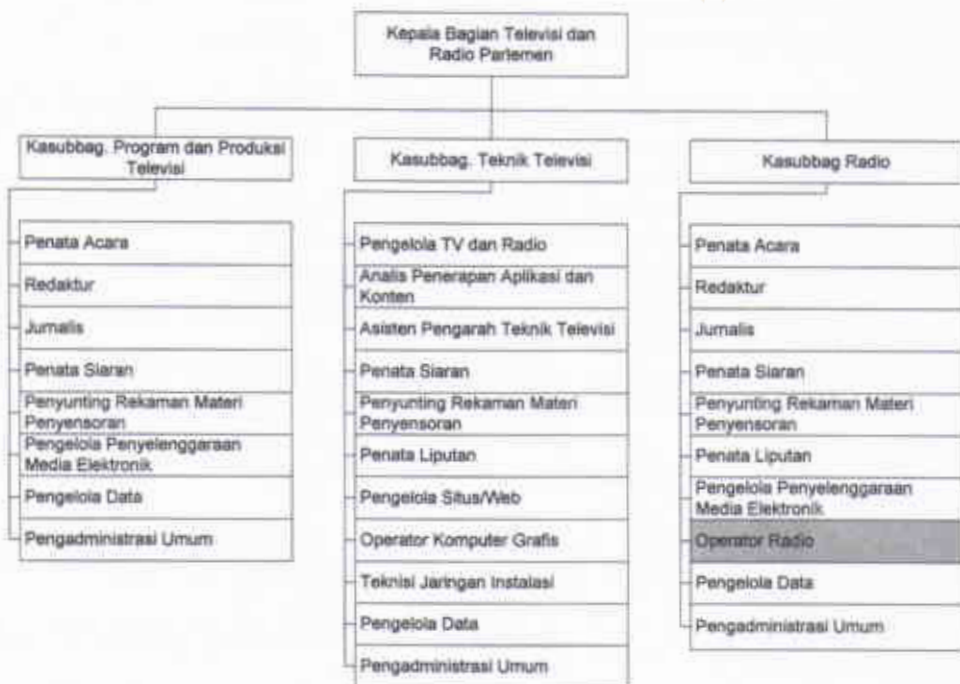 Kepala Bagian Televisi dan
Radio Parlemen
Kasubbag. Program dan Produksi
Televisi
Penata Acara
Redaktur
Jurnalis
Penata Siaran
Penyunting Rekaman Materi
Penyensoran
Pengelola Penyelenggaraan
Media Elektronik
Pengelola Data
Pengadministrasi Umum
Kasubbag. Teknik Televisi
Pengelola TV dan Radio
Analis Penerapan Aplikasi dan
Konten
Asisten Pengarah Teknik Televisi
Penata Siaran
Penyunting Rekaman Materi
Penyensoran
Penata Liputan
Pengelola Situs/Web
Operator Komputer Grafis
Teknisi Jaringan Instalasi
Pengelola Data
Pengadministrasi Umum
Kasubbag Radio
Penata Acara
Redaktur
Jurnalis
Penata Siaran
Penyunting Rekaman Materi
Penyensoran
Penata Liputan
Pengelola Penyelenggaraan
Media Elektronik
Operator Radio
Pengelola Data
Pengadministrasi Umum